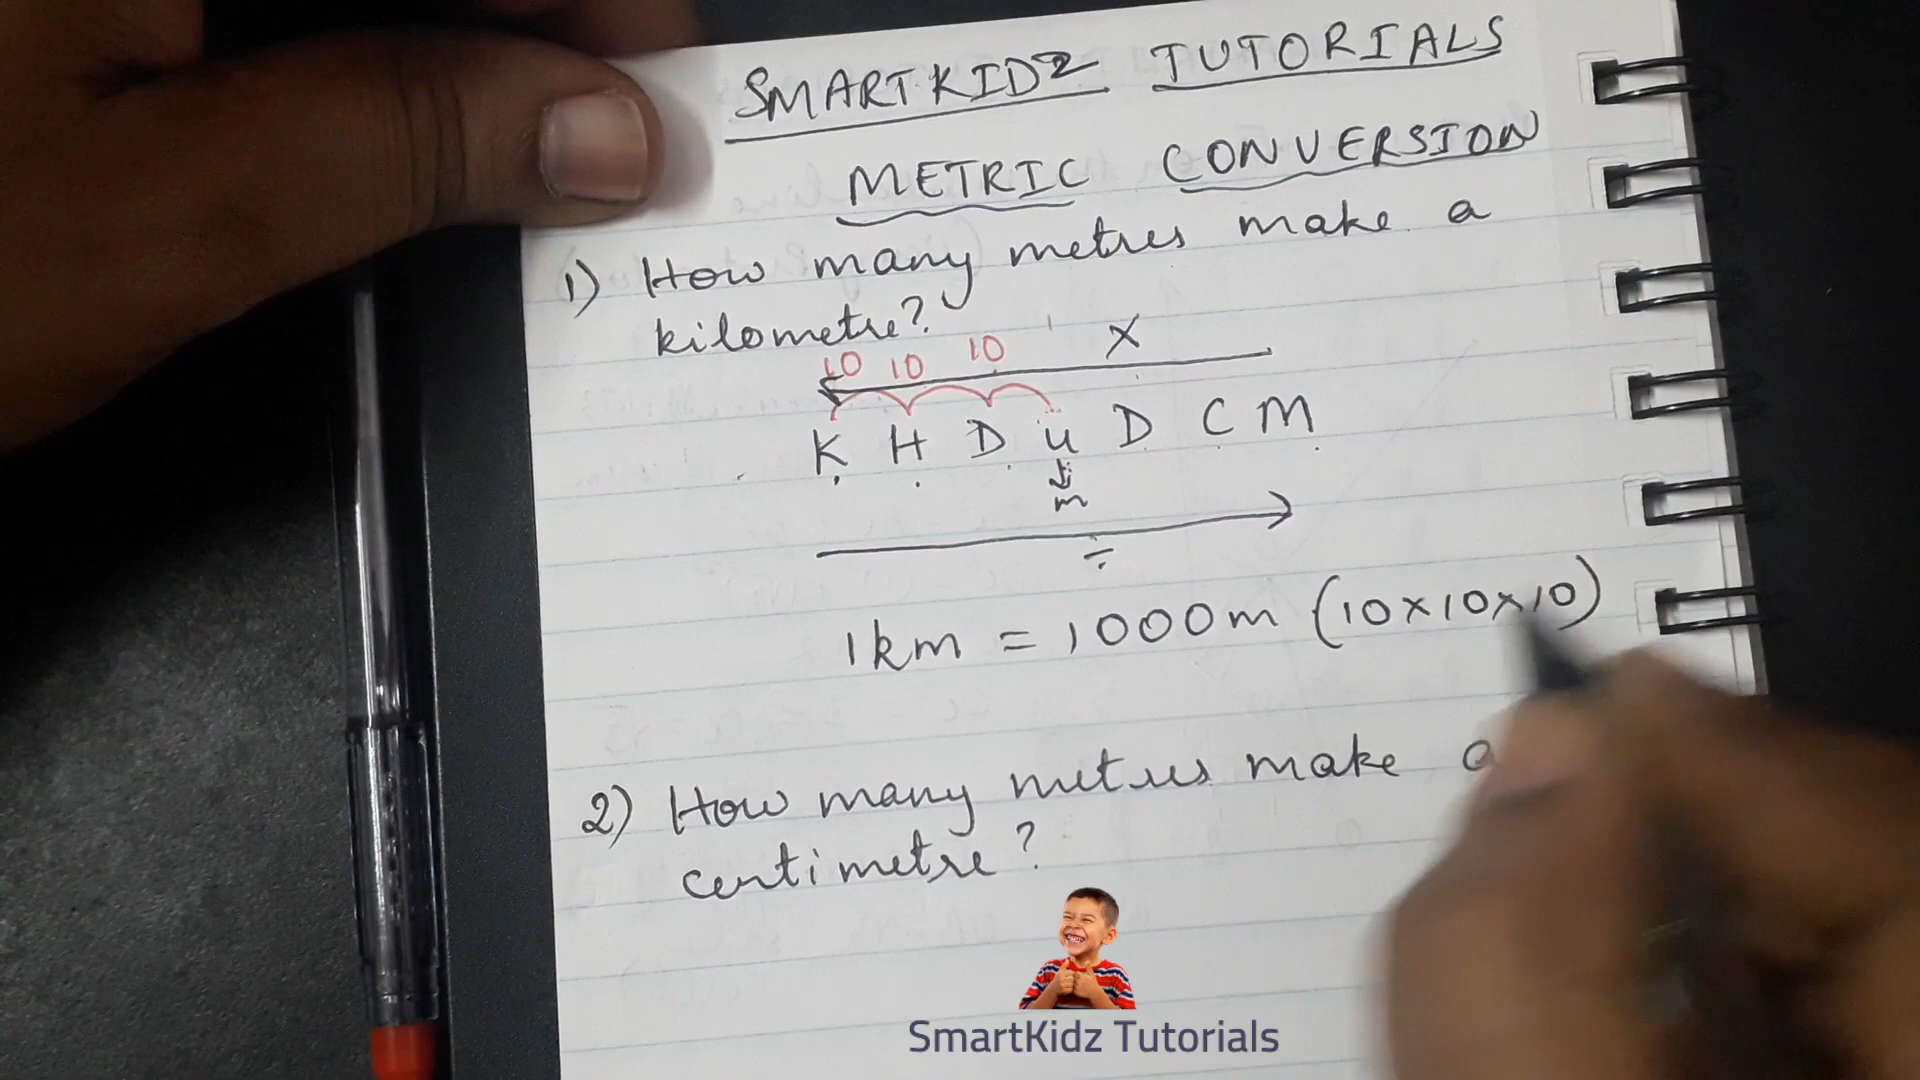 SMARTKIDZ TUTORIALS
METRIC CONVERSION
1) How many metres make a
kilometre?
10 10 10 X
K H D u D C M
m
÷
1km = 1000m (10x10x10)
2) How many metres make a
centimetre?
SmartKidz Tutorials